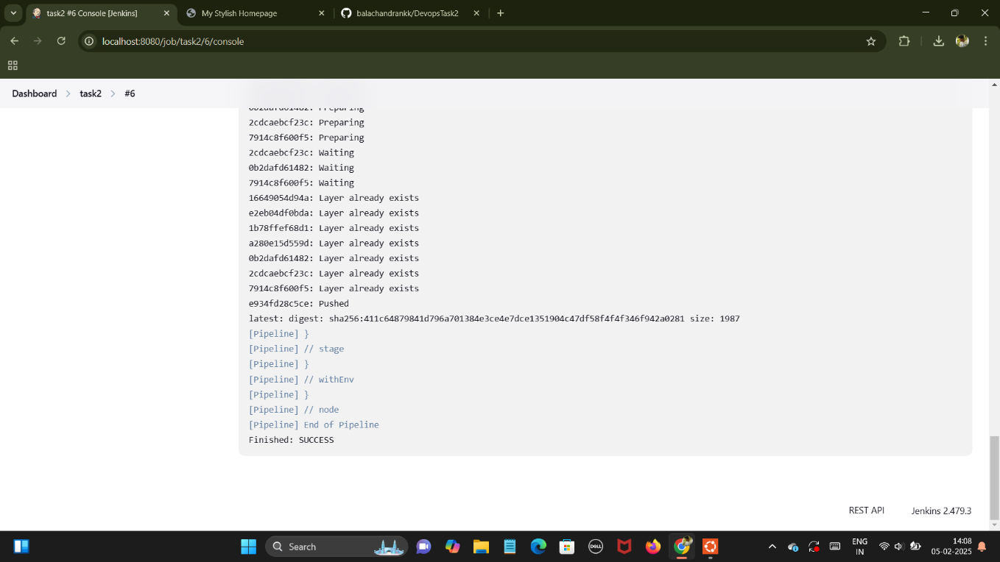 task2 #6 Console [Jenkins]
My Stylish Homepage
balachandrankk/DevopsTask2
localhost:8080/job/task2/6/console
Dashboard
task2
#6
0b2dafd61482: Preparing
2cdcaebcf23c: Preparing
7914c8f600f5: Preparing
2cdcaebcf23c: Waiting
0b2dafd61482: Waiting
7914c8f600f5: Waiting
16649054d94a: Layer already exists
e2eb04df0bda: Layer already exists
1b78ffef68d1: Layer already exists
a280e15d559d: Layer already exists
0b2dafd61482: Layer already exists
2cdcaebcf23c: Layer already exists
7914c8f600f5: Layer already exists
e934fd28c5ce: Pushed
latest: digest: sha256:411c64879841d796a701384e3ce4e7dce1351904c47df58f4f4f346f942a0281 size: 1987
[Pipeline] }
[Pipeline] // stage
[Pipeline] }
[Pipeline] // withEnv
[Pipeline] }
[Pipeline] // node
[Pipeline] End of Pipeline
Finished: SUCCESS
REST API
Jenkins 2.479.3
Search
DELL
ENG
IN
14:08
05-02-2025